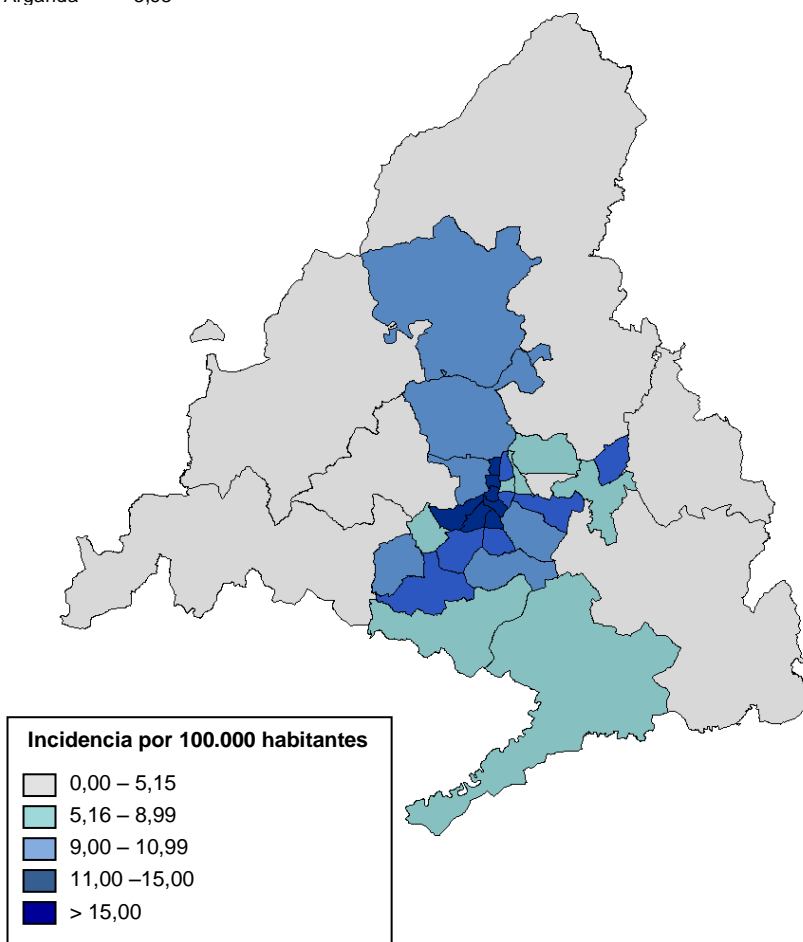 Incidencia por 100.000 habitantes
0,00 – 5,15
5,16 – 8,99
9,00 – 10,99
11,00 –15,00
> 15,00